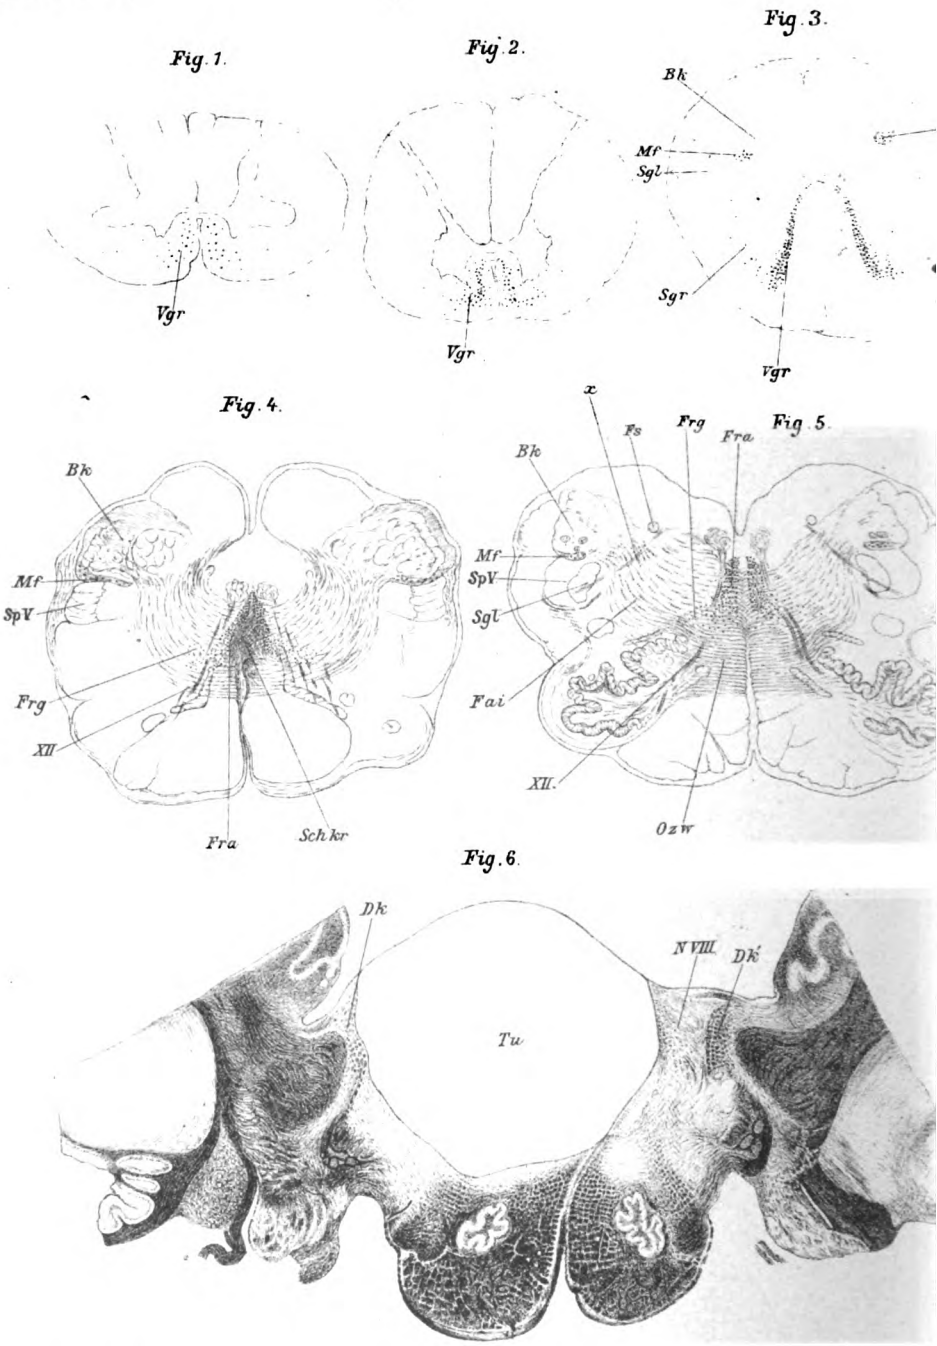 Fig. 1.
Fig. 2.
Fig. 3.
Bk
Mf
Sgl
Sgr
Vgr
Vgr
Vgr
Fig. 4.
x
Fs
Frg
Fra
Fig. 5.
Bk
Bk
Mf
SpV
Mf
SpV
Sgl
Frg
XII
Fai
XII.
Fra
Schkr
Ozw
Fig. 6.
Dk
NVIII
Dk'
Tu